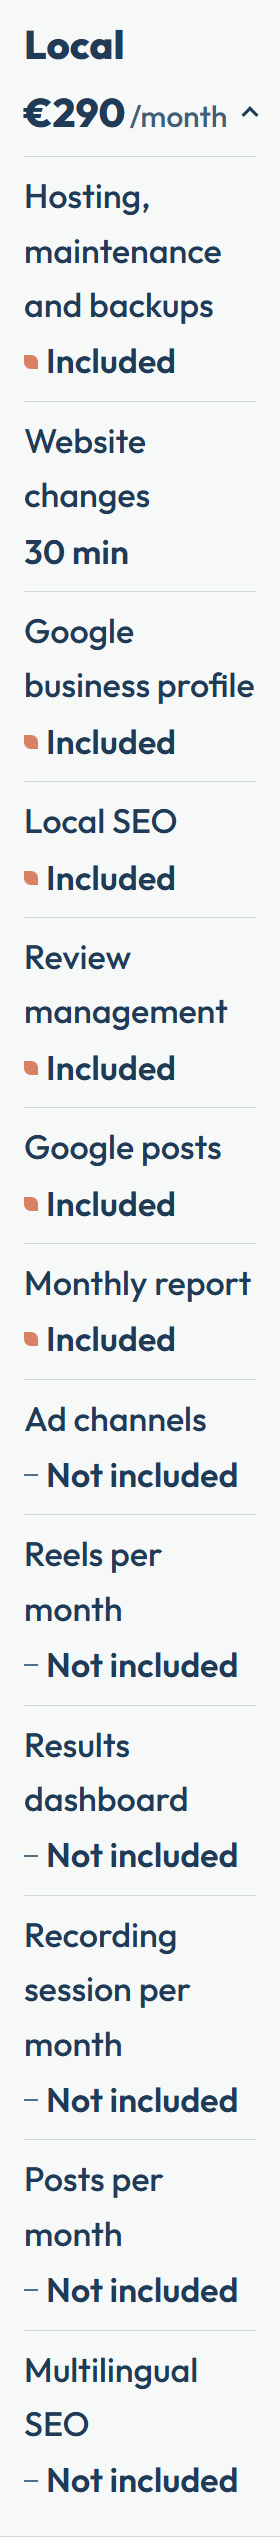 Local
€290 /month
Hosting,
maintenance
and backups
Included
Website
changes
30 min
Google
business profile
Included
Local SEO
Included
Review
management
Included
Google posts
Included
Monthly report
Included
Ad channels
– Not included
Reels per
month
– Not included
Results
dashboard
– Not included
Recording
session per
month
– Not included
Posts per
month
– Not included
Multilingual
SEO
– Not included